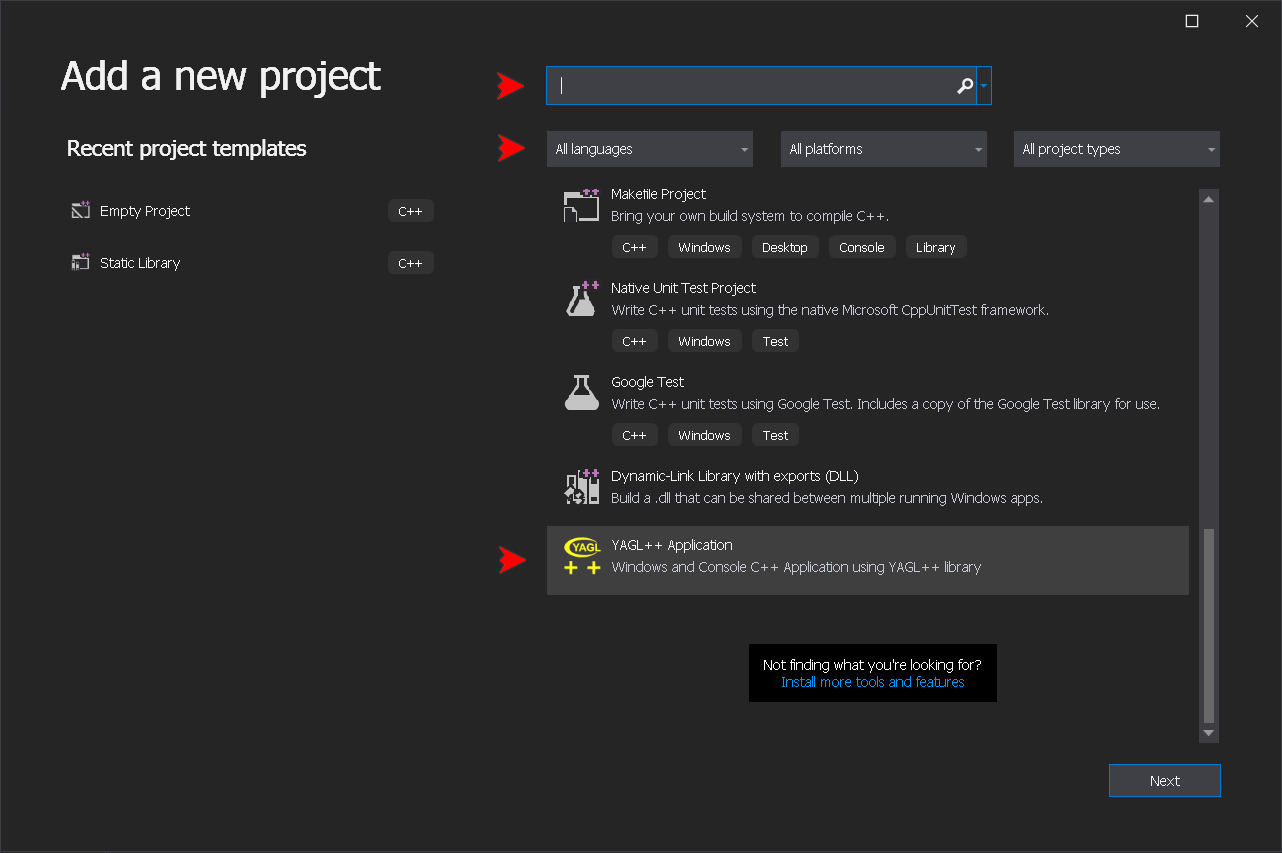 Add a new project
Recent project templates
Empty Project C++
Static Library C++
All languages All platforms All project types
Makefile Project
Bring your own build system to compile C++.
C++ Windows Desktop Console Library
Native Unit Test Project
Write C++ unit tests using the native Microsoft CppUnitTest framework.
C++ Windows Test
Google Test
Write C++ unit tests using Google Test. Includes a copy of the Google Test library for use.
C++ Windows Test
Dynamic-Link Library with exports (DLL)
Build a .dll that can be shared between multiple running Windows apps.
YAGL
++
YAGL++ Application
Windows and Console C++ Application using YAGL++ library
Not finding what you're looking for?
Install more tools and features
Next